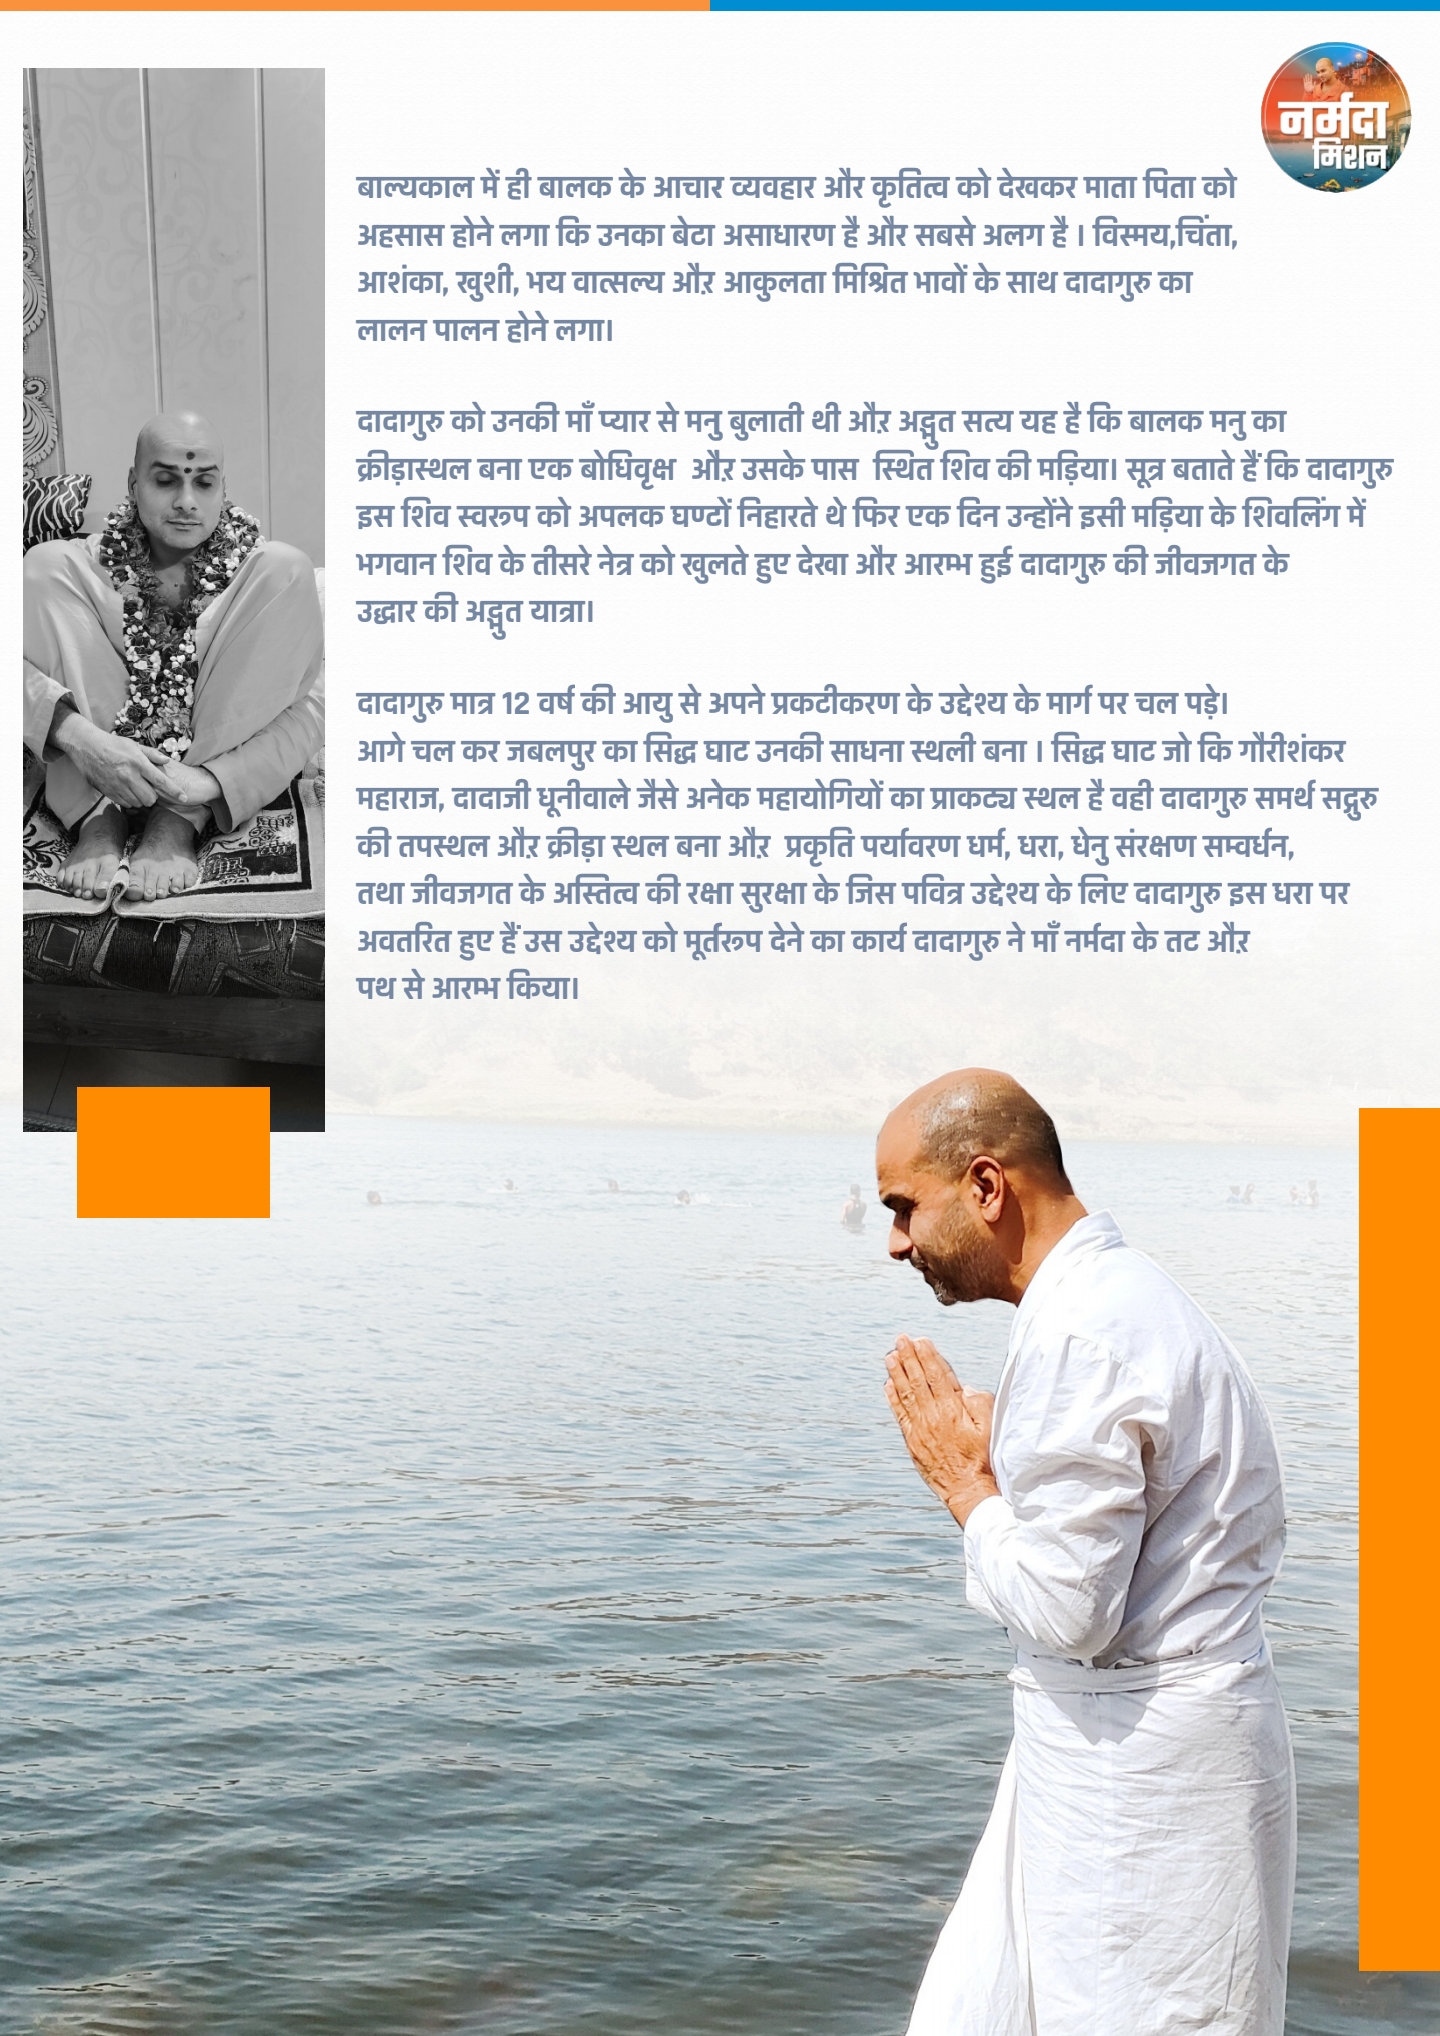 नर्मदा
मिशन
बाल्यकाल में ही बालक के आचार व्यवहार और कृतित्व को देखकर माता पिता को
अहसास होने लगा कि उनका बेटा असाधारण है और सबसे अलग है । विस्मय,चिंता,
आशंका, खुशी, भय वात्सल्य औऱ आकुलता मिश्रित भावों के साथ दादागुरु का
लालन पालन होने लगा।
दादागुरु को उनकी माँ प्यार से मनु बुलाती थी औऱ अद्भुत सत्य यह है कि बालक मनु का
क्रीड़ास्थल बना एक बोधिवृक्ष औऱ उसके पास स्थित शिव की मड़िया। सूत्र बताते हैं कि दादागुरु
इस शिव स्वरूप को अपलक घण्टों निहारते थे फिर एक दिन उन्होंने इसी मड़िया के शिवलिंग में
भगवान शिव के तीसरे नेत्र को खुलते हुए देखा और आरम्भ हुई दादागुरु की जीवजगत के
उद्धार की अद्भुत यात्रा।
दादागुरु मात्र 12 वर्ष की आयु से अपने प्रकटीकरण के उद्देश्य के मार्ग पर चल पड़े।
आगे चल कर जबलपुर का सिद्ध घाट उनकी साधना स्थली बना । सिद्ध घाट जो कि गौरीशंकर
महाराज, दादाजी धूनीवाले जैसे अनेक महायोगियों का प्राकट्य स्थल है वही दादागुरु समर्थ सद्गुरु
की तपस्थल औऱ क्रीड़ा स्थल बना औऱ प्रकृति पर्यावरण धर्म, धरा, धेनु संरक्षण सम्वर्धन,
तथा जीवजगत के अस्तित्व की रक्षा सुरक्षा के जिस पवित्र उद्देश्य के लिए दादागुरु इस धरा पर
अवतरित हुए हैं उस उद्देश्य को मूर्तरूप देने का कार्य दादागुरु ने माँ नर्मदा के तट औऱ
पथ से आरम्भ किया।